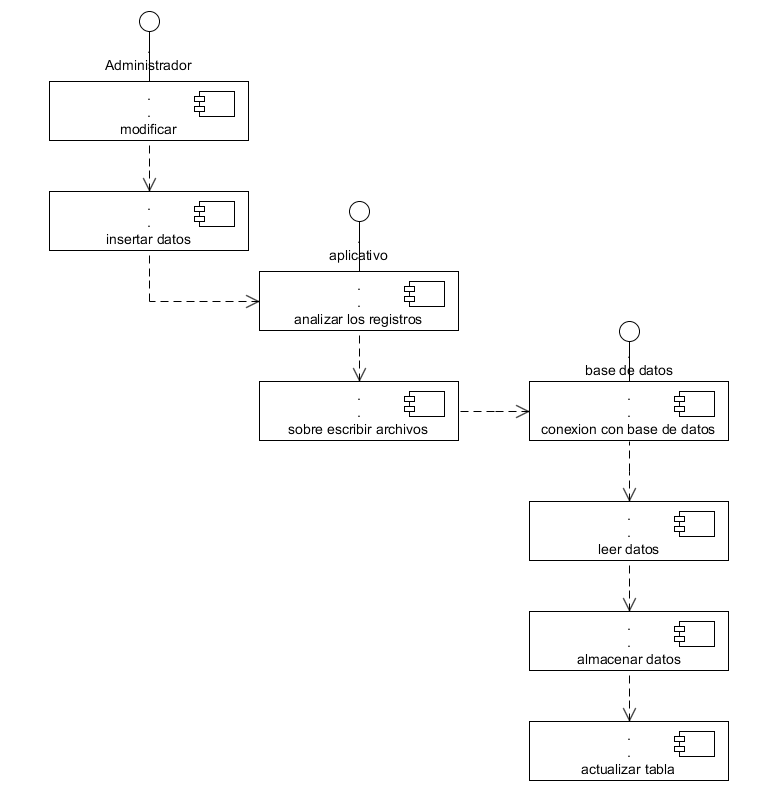 Administrador
modificar
insertar datos
aplicativo
analizar los registros
sobre escribir archivos
base de datos
conexion con base de datos
leer datos
almacenar datos
actualizar tabla